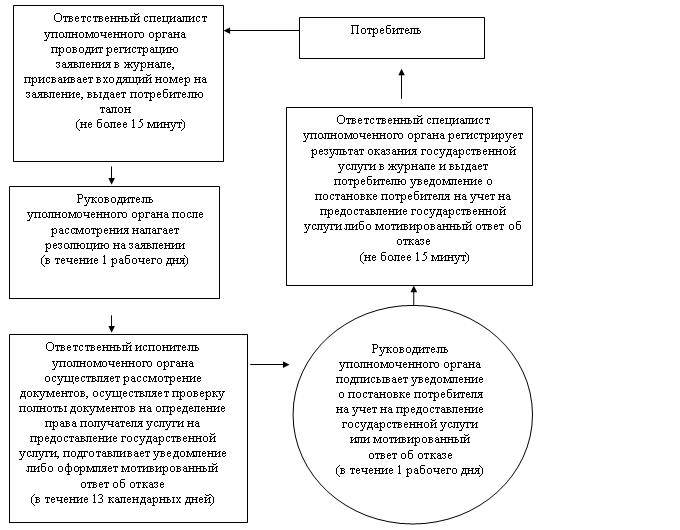 Потребитель
Ответственный специалист
уполномоченного органа
проводит регистрацию
заявления в журнале,
присваивает входящий номер на
заявление, выдает потребителю
талон
(не более 15 минут)
Руководитель
уполномоченного органа после
рассмотрения налагает
резолюцию на заявлении
(в течение 1 рабочего дня)
Ответственный испонитель
уполномоченного органа
осуществляет рассмотрение
документов, осуществляет проверку
полноты документов на определение
права получателя услуги на
предоставление государственной
услуги, подготавливает уведомление
либо оформляет мотивированный
ответ об отказе
(в течение 13 календарных дней)
Руководитель
уполномоченного органа
подписывает уведомление
о постановке потребителя
на учет на предоставление
государственной услуги
или мотивированный
ответ об отказе
(в течение 1 рабочего дня)
Ответственный специалист
уполномоченного органа регистрирует
результат оказания государственной
услуги в журнале и выдает
потребителю уведомление о
постановке потребителя на учет на
предоставление государственной
услуги либо мотивированный ответ об
отказе
(не более 15 минут)